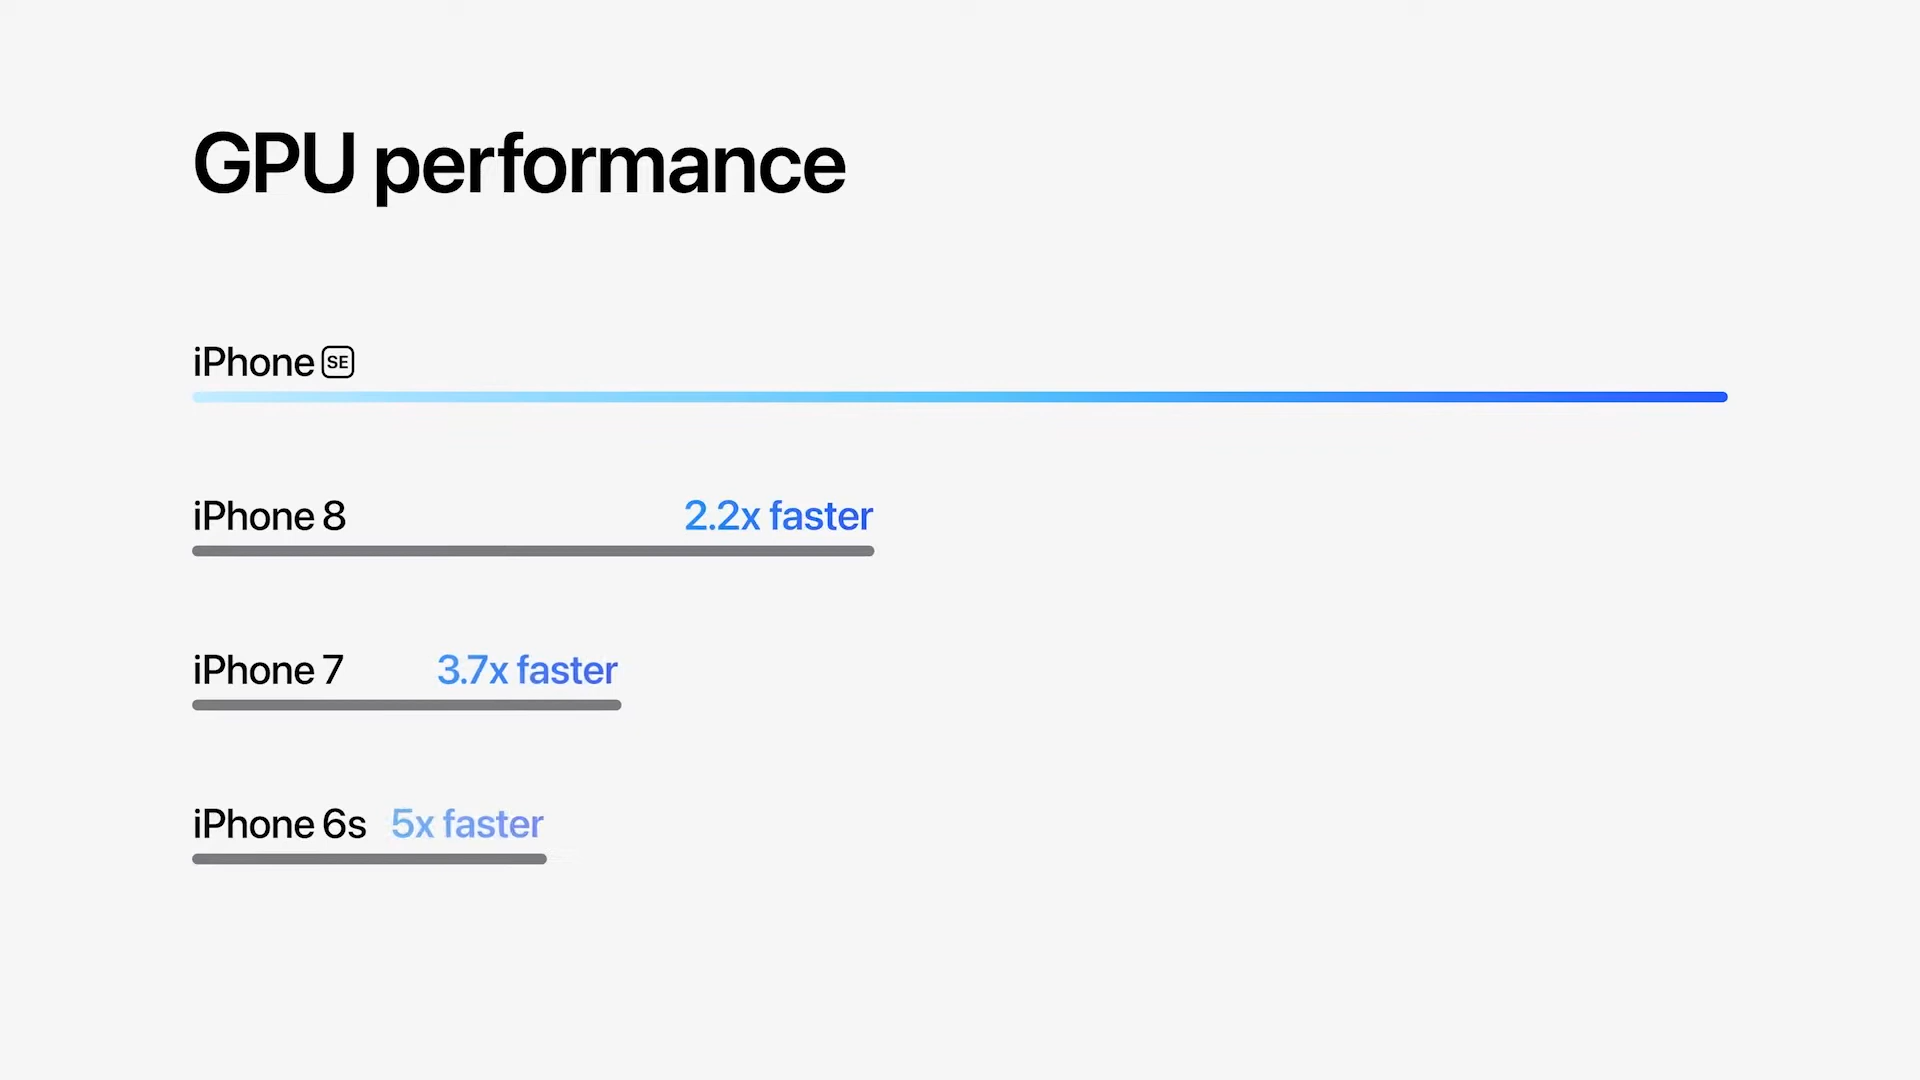 GPU performance
iPhone SE
iPhone 8 2.2x faster
iPhone 7 3.7x faster
iPhone 6s 5x faster